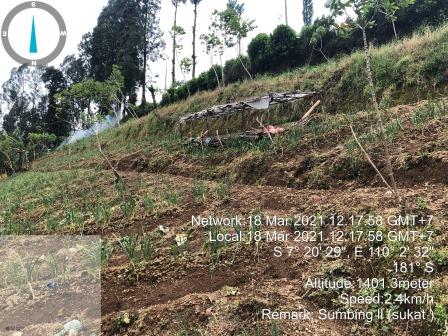 N
W
E
S
Network:18 Mar 2021 12.17.58 GMT+7
Local:18 Mar 2021 12.17.58 GMT+7
S 7° 20' 29", E 110° 2' 32"
181° S
Altitude:1401.3meter
Speed:2.4km/h
Remark: Sumbing II (sukat )